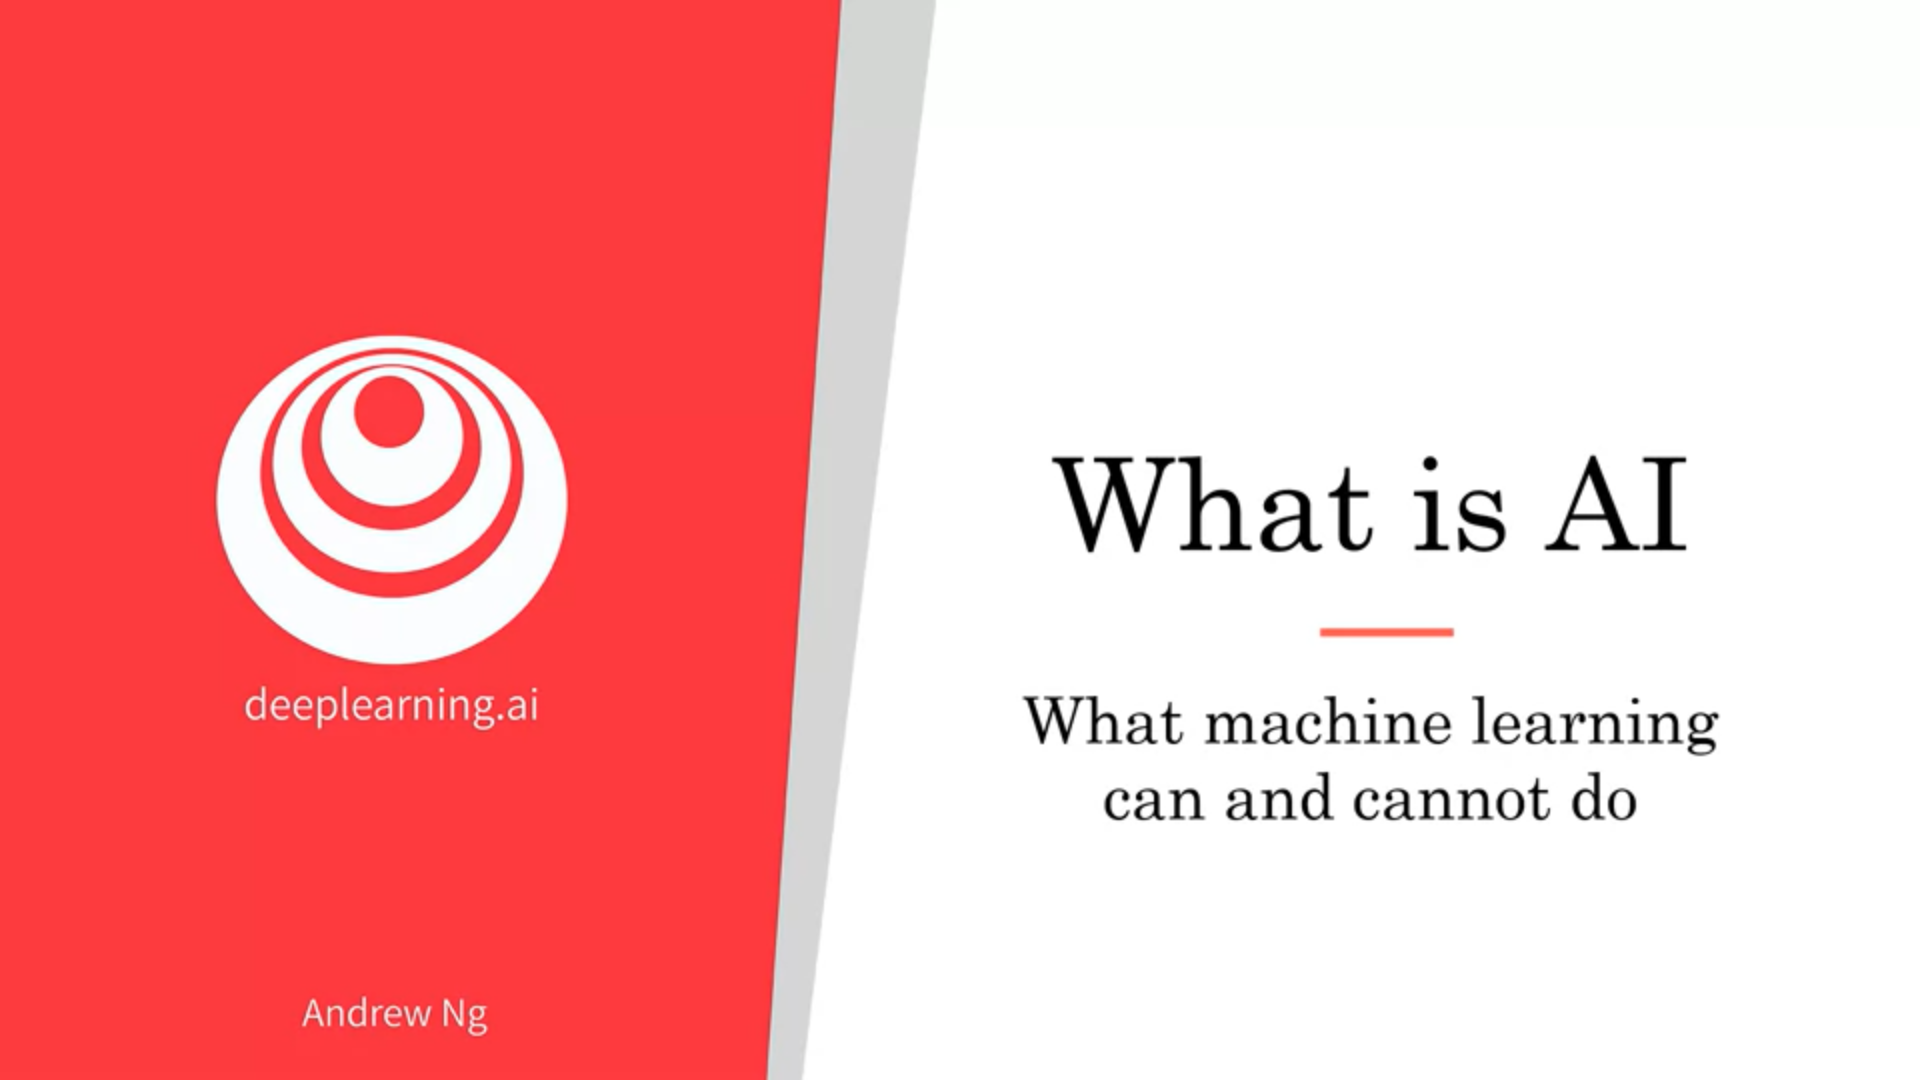 deeplearning.ai
Andrew Ng
What is AI
What machine learning
can and cannot do